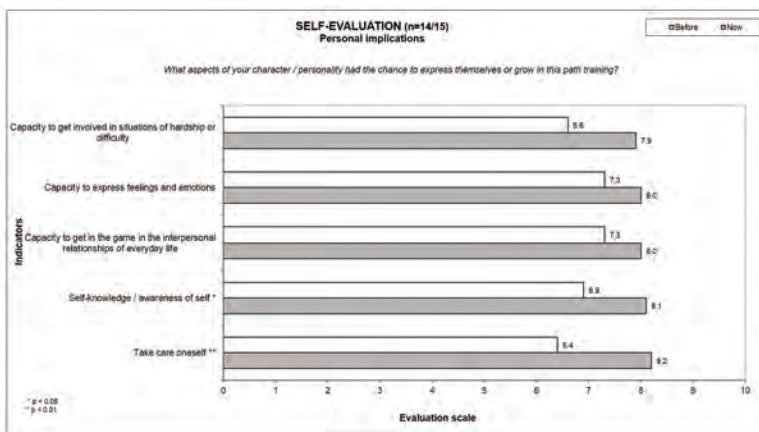 SELF-EVALUATION (n=14/15)
Personal implications
Before Now
What aspects of your character / personality had the chance to express themselves or grow in this path training?
Indicators
Capacity to get involved in situations of hardship or
difficulty
6.6
7.9
Capacity to express feelings and emotions
7.3
8.0
Capacity to get in the game in the interpersonal
relationships of everyday life
7.3
8.0
Self-knowledge / awareness of self *
6.9
8.1
Take care oneself **
6.4
8.2
0 1 2 3 4 5 6 7 8 9 10
Evaluation scale
* p < 0.05
** p < 0.01